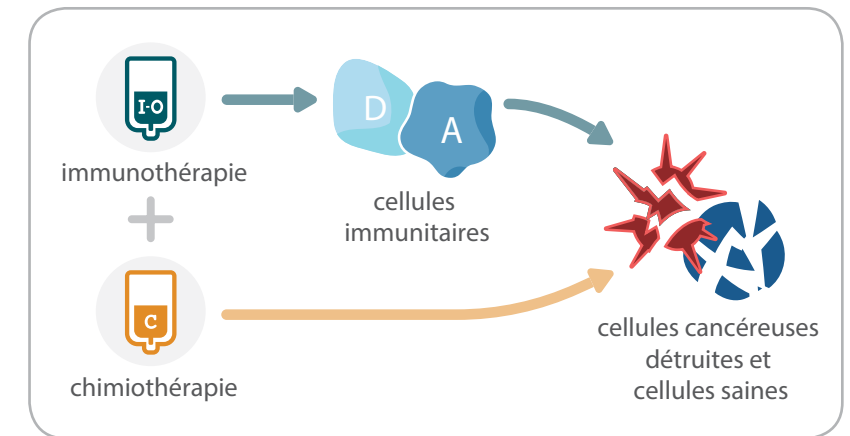 I-O
immunothérapie
D
A
cellules
immunitaires
C
chimiothérapie
cellules cancéreuses
détruites et
cellules saines